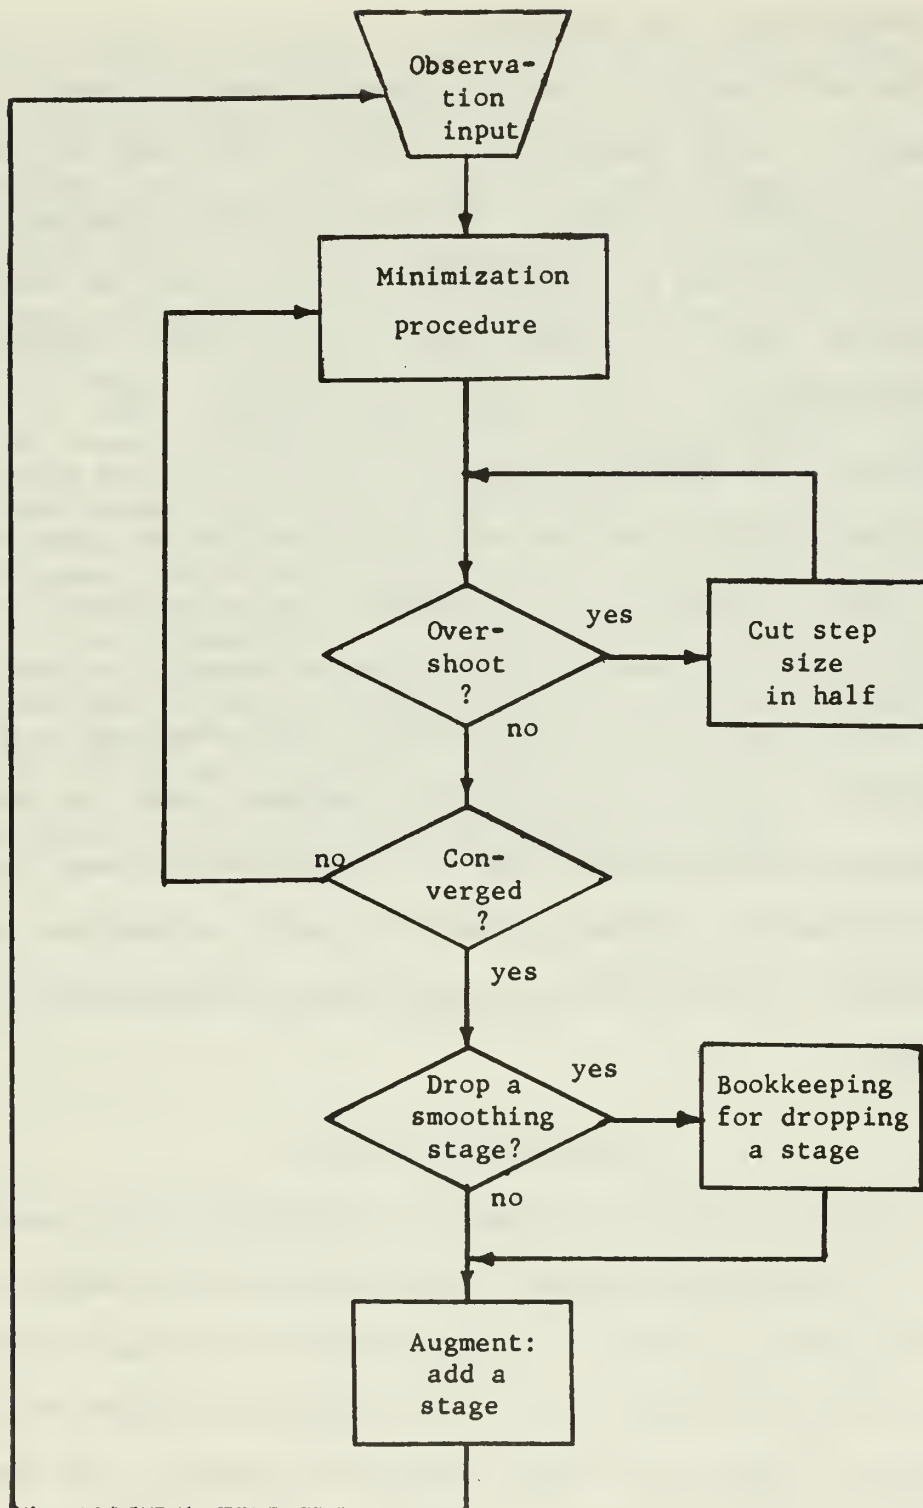 Observa-
tion
input
Minimization
procedure
Over-
shoot
?
yes
Cut step
size
in half
no
Con-
verged
?
no
yes
Drop a
smoothing
stage?
yes
Bookkeeping
for dropping
a stage
no
Augment:
add a
stage